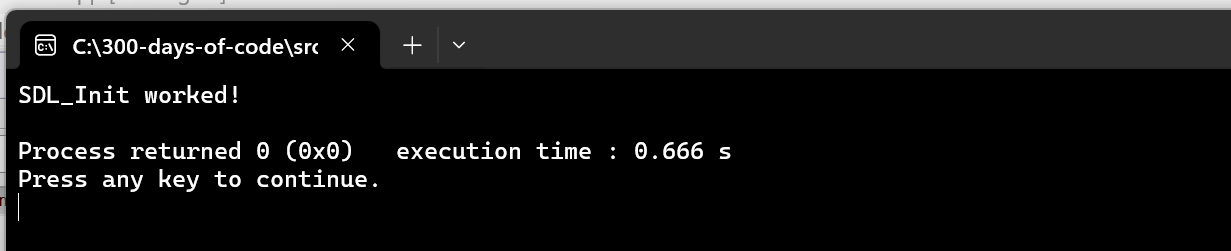 C:\300-days-of-code\src
SDL_Init worked!
Process returned 0 (0x0)   execution time : 0.666 s
Press any key to continue.